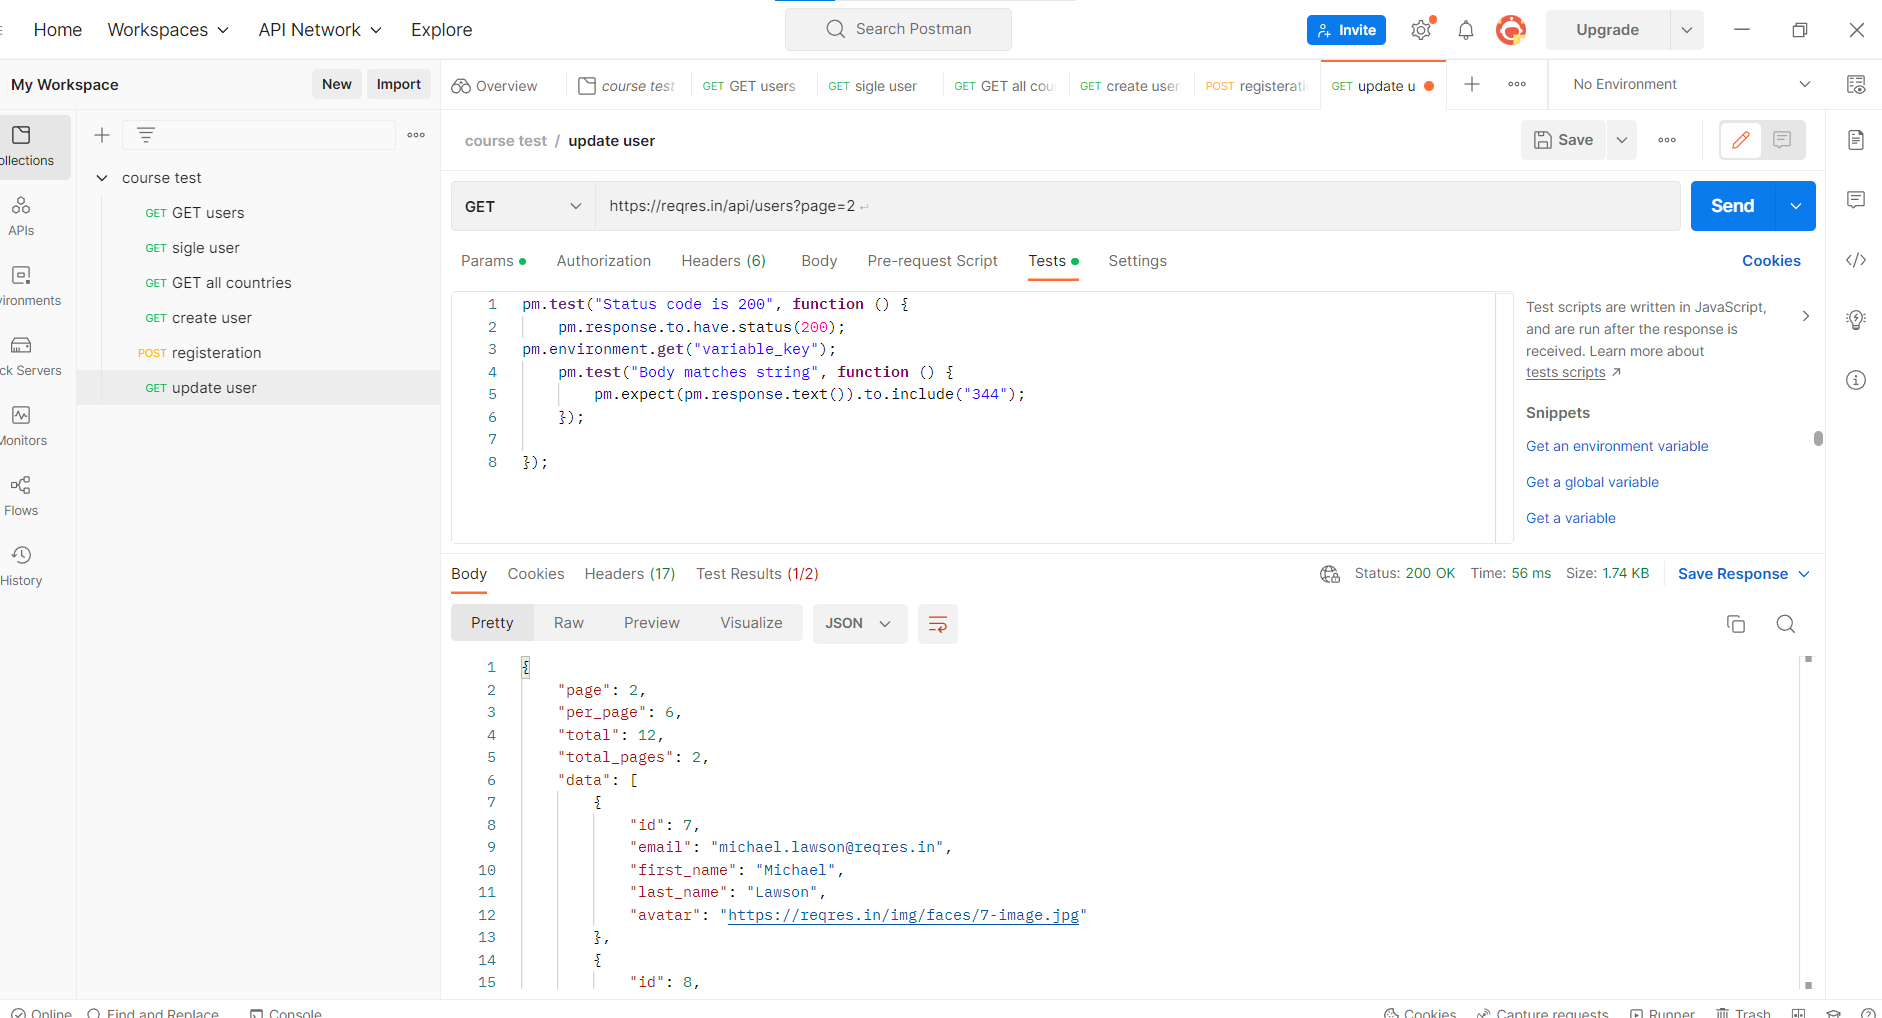 Home Workspaces API Network Explore Search Postman Invite Upgrade
My Workspace New Import
Overview course test GET GET users GET sigle user GET GET all cou GET create user POST registerati GET update u No Environment
course test / update user Save
ollections
APIs
vironments
ck Servers
Monitors
Flows
History
course test
GET GET users
GET sigle user
GET GET all countries
GET create user
POST registeration
GET update user
GET https://reqres.in/api/users?page=2 Send
Params Authorization Headers (6) Body Pre-request Script Tests Settings Cookies
1 pm.test("Status code is 200", function () {
2 pm.response.to.have.status(200);
3 pm.environment.get("variable_key");
4 pm.test("Body matches string", function () {
5 pm.expect(pm.response.text()).to.include("344");
6 });
7
8 });
Test scripts are written in JavaScript,
and are run after the response is
received. Learn more about
tests scripts
Snippets
Get an environment variable
Get a global variable
Get a variable
Body Cookies Headers (17) Test Results (1/2) Status: 200 OK Time: 56 ms Size: 1.74 KB Save Response
Pretty Raw Preview Visualize JSON
1 {
2 "page": 2,
3 "per_page": 6,
4 "total": 12,
5 "total_pages": 2,
6 "data": [
7 {
8 "id": 7,
9 "email": "michael.lawson@reqres.in",
10 "first_name": "Michael",
11 "last_name": "Lawson",
12 "avatar": "https://reqres.in/img/faces/7-image.jpg"
13 },
14 {
15 "id": 8,
Online Find and Replace Console Cookies Capture requests Runner Trash